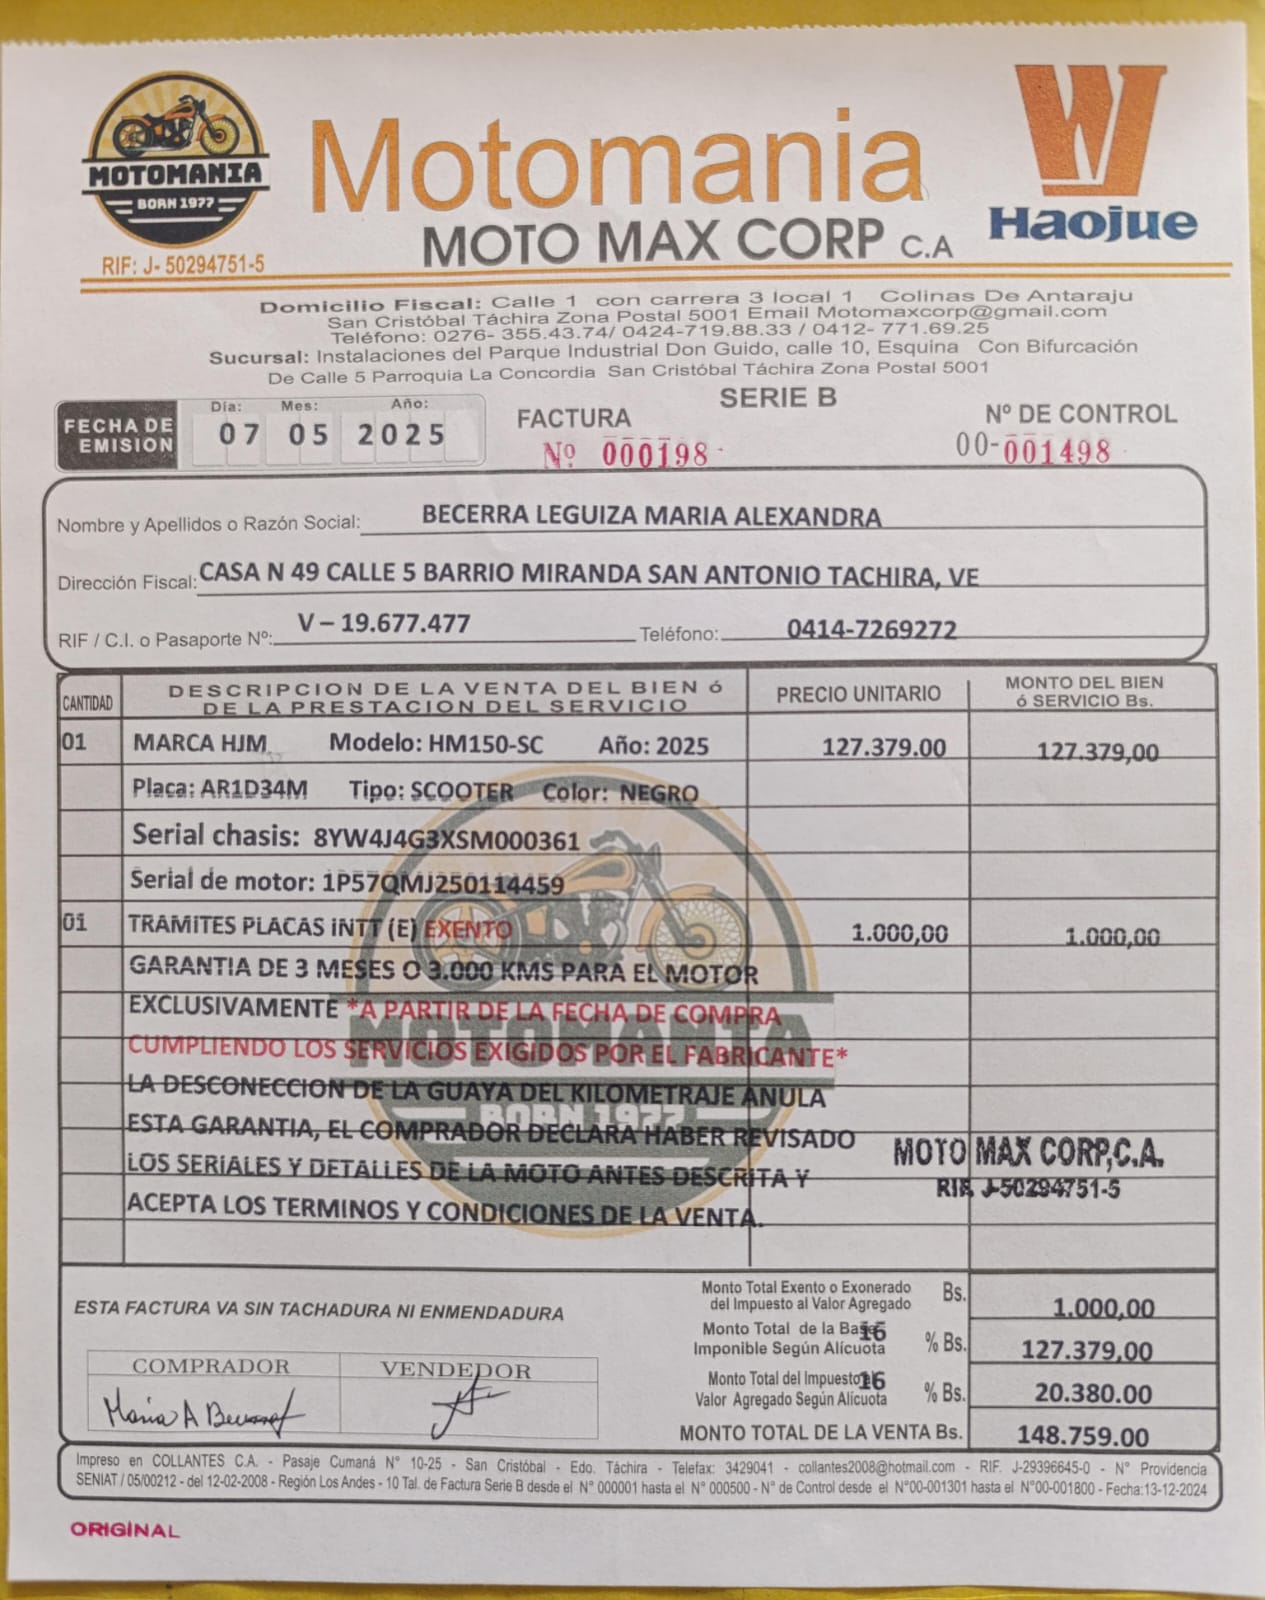 MOTOMANIA
BORN 1977
RIF: J- 50294751-5
Motomania
MOTO MAX CORP C.A
Haojue
Domicilio Fiscal: Calle 1 con carrera 3 local 1 Colinas De Antaraju
San Cristóbal Táchira Zona Postal 5001 Email Motomaxcorp@gmail.com
Teléfono: 0276- 355.43.74/ 0424-719.88.33 / 0412- 771.69.25
Sucursal: Instalaciones del Parque Industrial Don Guido, calle 10, Esquina Con Bifurcación
De Calle 5 Parroquia La Concordia San Cristóbal Táchira Zona Postal 5001
SERIE B
FECHA DE EMISIÓN
Dia: Mes: Año:
07 05 2025
FACTURA
Nº 000198
Nº DE CONTROL
00-001498
Nombre y Apellidos o Razón Social: BECERRA LEGUIZA MARIA ALEXANDRA
Dirección Fiscal: CASA N 49 CALLE 5 BARRIO MIRANDA SAN ANTONIO TACHIRA, VE
RIF / C.I. o Pasaporte Nº: V – 19.677.477 Teléfono: 0414-7269272
CANTIDAD
DESCRIPCION DE LA VENTA DEL BIEN ó
DE LA PRESTACION DEL SERVICIO
PRECIO UNITARIO
MONTO DEL BIEN
ó SERVICIO Bs.
01 MARCA HJM Modelo: HM150-SC Año: 2025 127.379.00 127.379,00
Placa: AR1D34M Tipo: SCOOTER Color: NEGRO
Serial chasis: 8YW4J4G3XSM000361
Serial de motor: 1P57QMJ250114459
01 TRAMITES PLACAS INTT (E) EXENTO 1.000,00 1.000,00
GARANTIA DE 3 MESES O 3.000 KMS PARA EL MOTOR
EXCLUSIVAMENTE *A PARTIR DE LA FECHA DE COMPRA
CUMPLIENDO LOS SERVICIOS EXIGIDOS POR EL FABRICANTE*
LA DESCONECCION DE LA GUAYA DEL KILOMETRAJE ANULA
ESTA GARANTIA, EL COMPRADOR DECLARA HABER REVISADO
LOS SERIALES Y DETALLES DE LA MOTO ANTES DESCRITA Y
ACEPTA LOS TERMINOS Y CONDICIONES DE LA VENTA.
MOTOMANIA
BORN 1977
MOTO MAX CORP,C.A.
RIF. J-50294751-5
ESTA FACTURA VA SIN TACHADURA NI ENMENDADURA
COMPRADOR VENDEDOR
Maria A Becerra
Monto Total Exento o Exonerado
del Impuesto al Valor Agregado Bs. 1.000,00
Monto Total de la Base
Imponible Según Alícuota 16 % Bs. 127.379,00
Monto Total del Impuesto al
Valor Agregado Según Alicuota 16 % Bs. 20.380.00
MONTO TOTAL DE LA VENTA Bs. 148.759.00
Impreso en COLLANTES C.A. - Pasaje Cumaná N° 10-25 - San Cristóbal - Edo. Táchira - Telefax: 3429041 - collantes2008@hotmail.com - RIF. J-29396645-0 - N° Providencia
SENIAT / 05/00212 - del 12-02-2008 - Región Los Andes - 10 Tal. de Factura Serie B desde el N° 000001 hasta el N° 000500 - N° de Control desde el N°00-001301 hasta el N°00-001800 - Fecha:13-12-2024
ORIGINAL